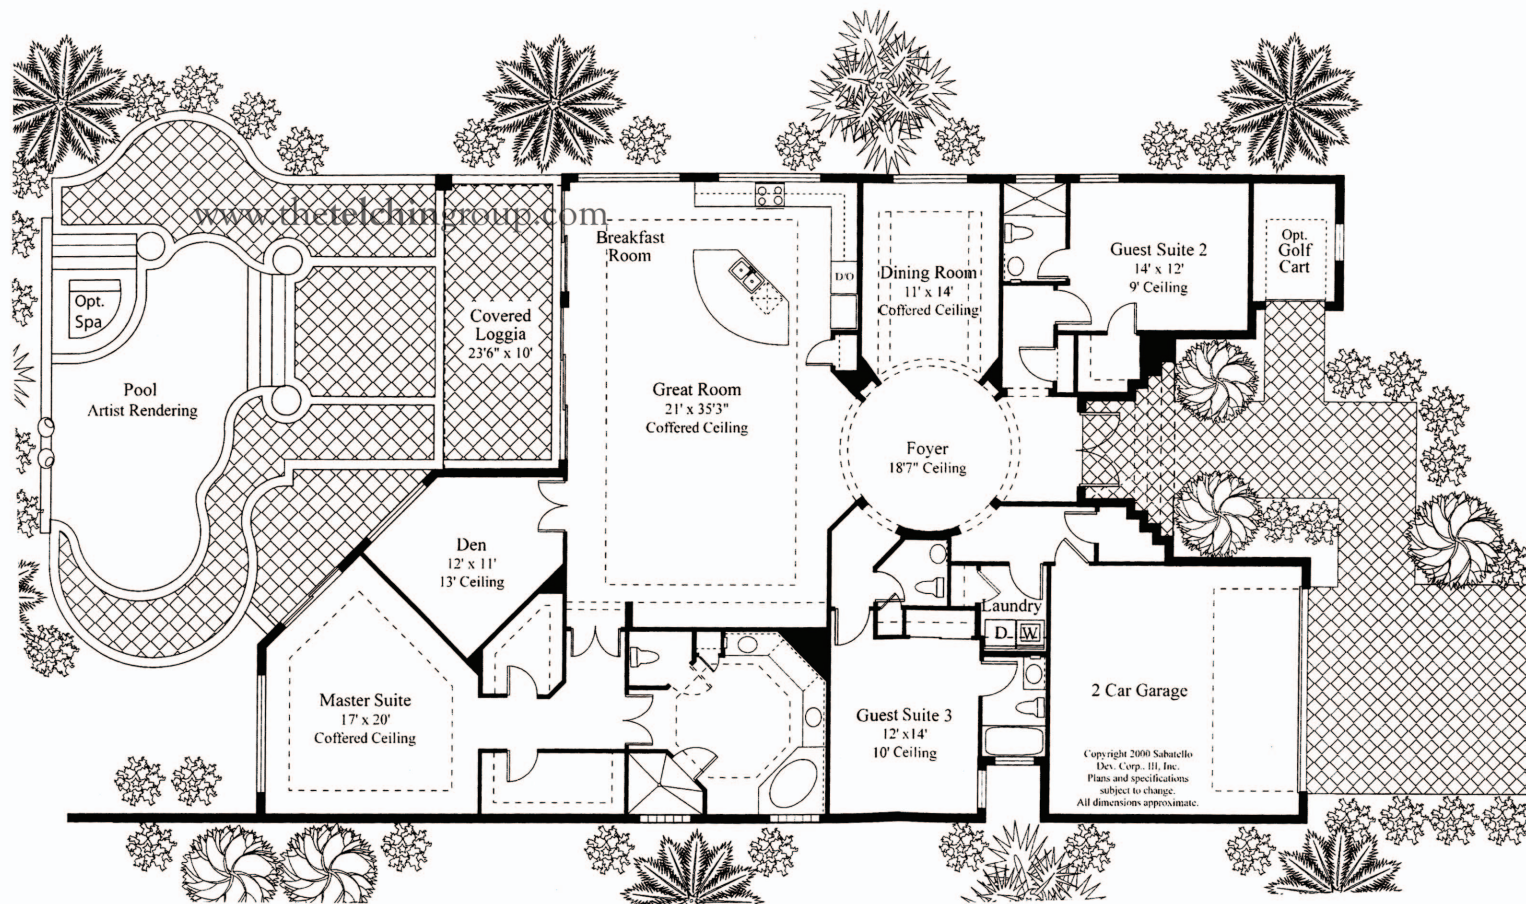 www.thetelchingroup.com
Breakfast
Room
D/O
Dining Room
11' x 14'
Coffered Ceiling
Guest Suite 2
14' x 12'
9' Ceiling
Opt.
Golf
Cart
Opt.
Spa
Covered
Loggia
23'6" x 10'
Pool
Artist Rendering
Great Room
21' x 35'3"
Coffered Ceiling
Foyer
18'7" Ceiling
Den
12' x 11'
13' Ceiling
Laundry
D W
Master Suite
17' x 20'
Coffered Ceiling
Guest Suite 3
12' x14'
10' Ceiling
2 Car Garage
Copyright 2000 Sabatello
Dev. Corp., III, Inc.
Plans and specifications
subject to change.
All dimensions approximate.